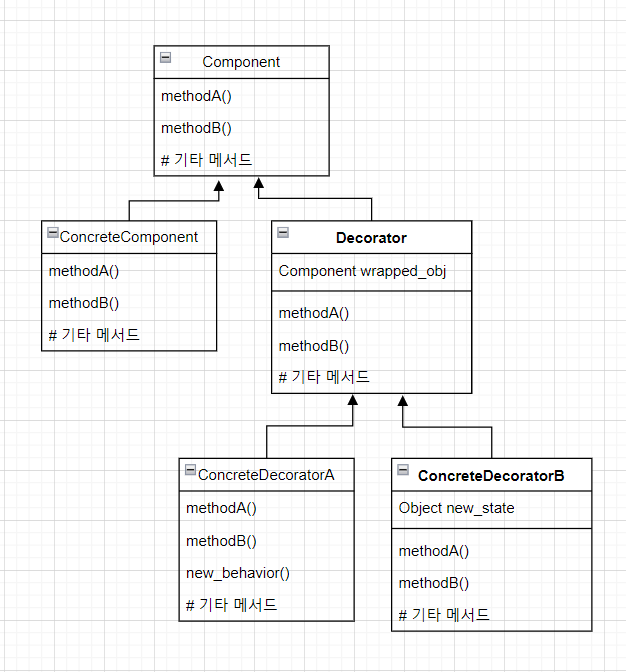 Component
methodA()
methodB()
# 기타 메서드
ConcreteComponent
methodA()
methodB()
# 기타 메서드
Decorator
Component wrapped_obj
methodA()
methodB()
# 기타 메서드
ConcreteDecoratorA
methodA()
methodB()
new_behavior()
# 기타 메서드
ConcreteDecoratorB
Object new_state
methodA()
methodB()
# 기타 메서드